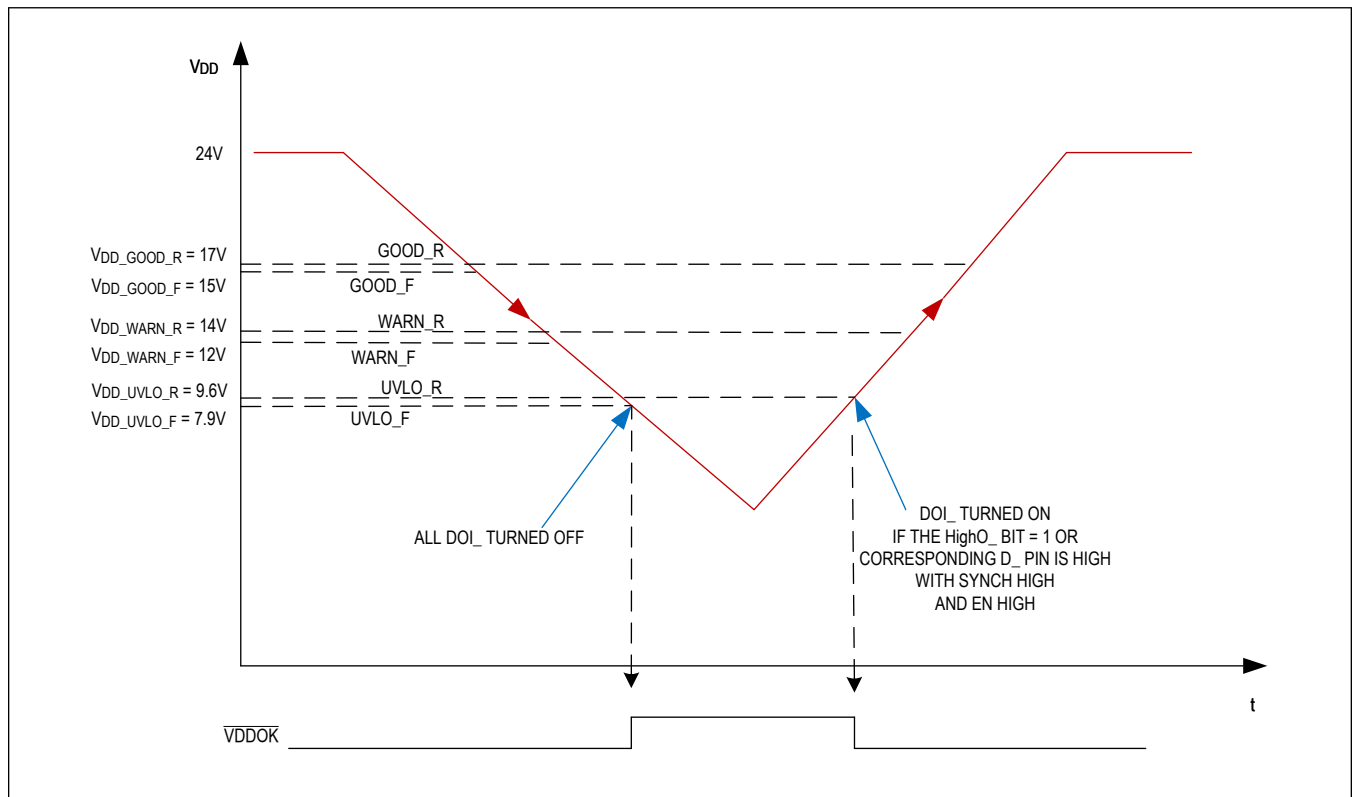 VDD
24V
VDD_GOOD_R = 17V
GOOD_R
VDD_GOOD_F = 15V
GOOD_F
VDD_WARN_R = 14V
WARN_R
VDD_WARN_F = 12V
WARN_F
VDD_UVLO_R = 9.6V
UVLO_R
VDD_UVLO_F = 7.9V
UVLO_F
ALL DOI_ TURNED OFF
DOI_ TURNED ON
IF THE HighO_ BIT = 1 OR
CORRESPONDING D_ PIN IS HIGH
WITH SYNCH HIGH
AND EN HIGH
t
VDDOK